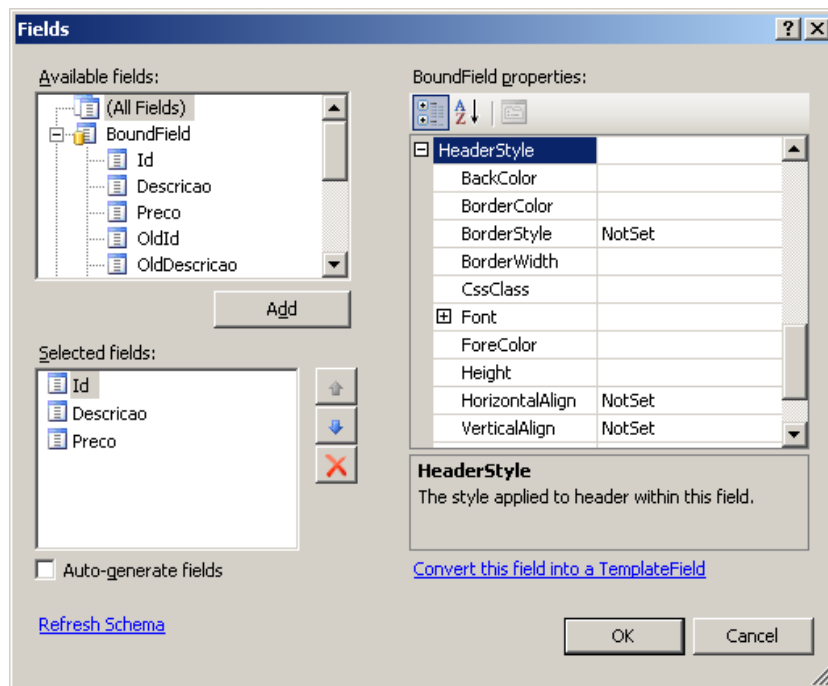 Fields
Available fields:
(All Fields)
BoundField
Id
Descricao
Preco
OldId
OldDescricao
Add
Selected fields:
Id
Descricao
Preco
Auto-generate fields
Refresh Schema
BoundField properties:
HeaderStyle
BackColor
BorderColor
BorderStyle NotSet
BorderWidth
CssClass
Font
ForeColor
Height
HorizontalAlign NotSet
VerticalAlign NotSet
HeaderStyle
The style applied to header within this field.
Convert this field into a TemplateField
OK
Cancel